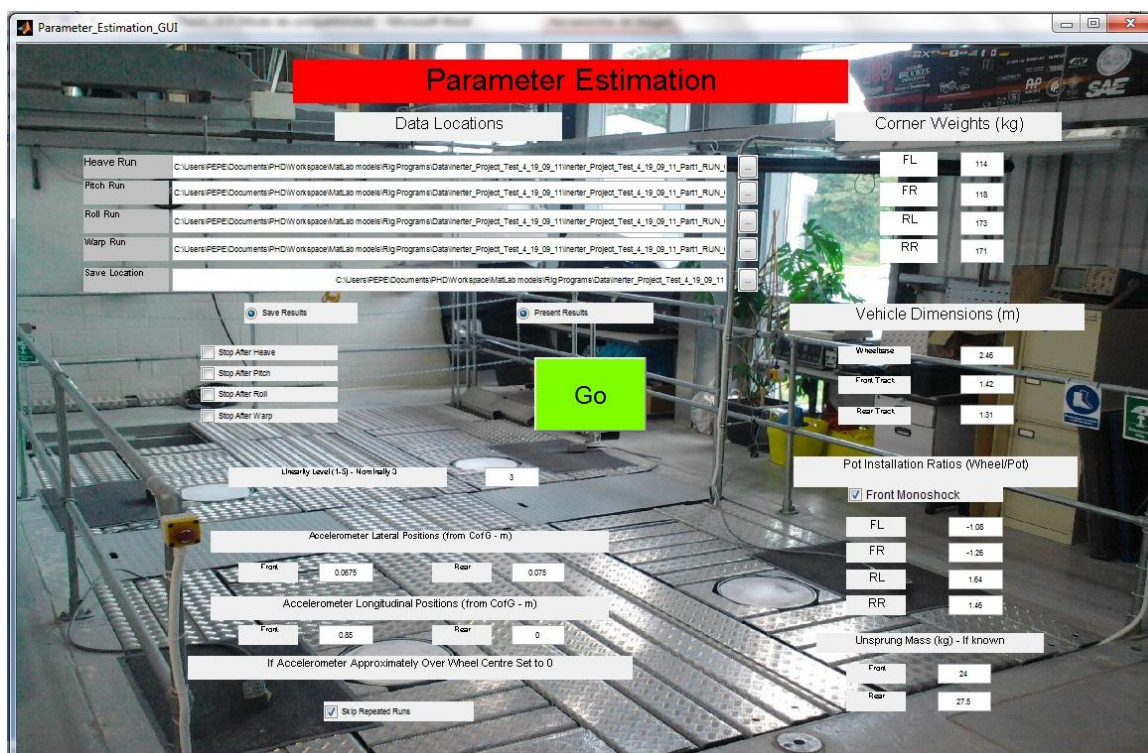 Parameter_Estimation_GUI
Parameter Estimation
Data Locations
Heave Run
C:\Users\PEPE\Documents\PHD\Workspace\MatLab models\Rig Programs\Data\Inerter_Project_Test_4_19_09_11\Inerter_Project_Test_4_19_09_11_Part1_RUN_
...
Pitch Run
C:\Users\PEPE\Documents\PHD\Workspace\MatLab models\Rig Programs\Data\Inerter_Project_Test_4_19_09_11\Inerter_Project_Test_4_19_09_11_Part1_RUN_
...
Roll Run
C:\Users\PEPE\Documents\PHD\Workspace\MatLab models\Rig Programs\Data\Inerter_Project_Test_4_19_09_11\Inerter_Project_Test_4_19_09_11_Part1_RUN_
...
Warp Run
C:\Users\PEPE\Documents\PHD\Workspace\MatLab models\Rig Programs\Data\Inerter_Project_Test_4_19_09_11\Inerter_Project_Test_4_19_09_11_Part1_RUN_
...
Save Location
C:\Users\PEPE\Documents\PHD\Workspace\MatLab models\Rig Programs\Data\Inerter_Project_Test_4_19_09_11
...
Save Results
Present Results
Stop After Heave
Stop After Pitch
Stop After Roll
Stop After Warp
Go
Linearity Level (1-5) - Nominally 3
3
Accelerometer Lateral Positions (from CofG - m)
Front 0.0675 Rear 0.075
Accelerometer Longitudinal Positions (from CofG - m)
Front 0.85 Rear 0
If Accelerometer Approximately Over Wheel Centre Set to 0
Skip Repeated Runs
Corner Weights (kg)
FL 114
FR 118
RL 173
RR 171
Vehicle Dimensions (m)
Wheelbase 2.46
Front Track 1.42
Rear Track 1.31
Pot Installation Ratios (Wheel/Pot)
Front Monoshock
FL -1.08
FR -1.26
RL 1.64
RR 1.46
Unsprung Mass (kg) - If known
Front 24
Rear 27.5
BROOKES
AP
SAE